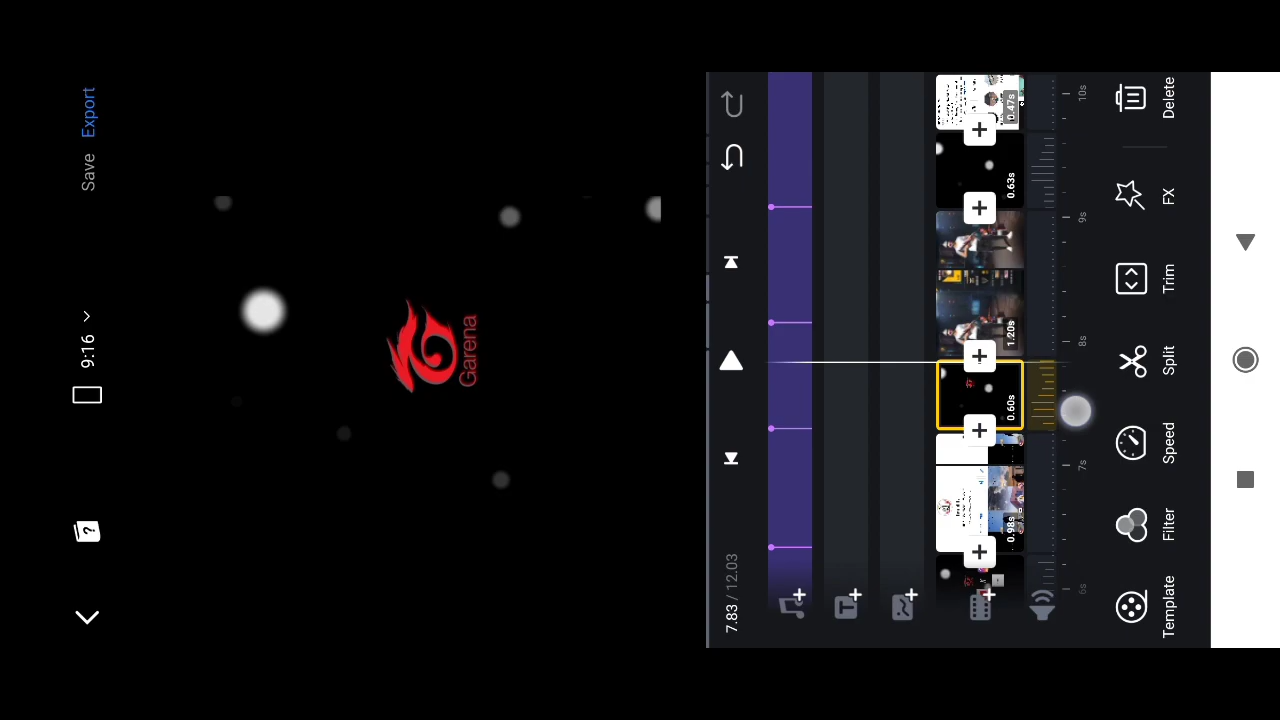 Save Export
9:16
?
Garena
7.83 / 12.03
6s
7s
8s
9s
10s
0.98s
0.60s
1.20s
0.63s
0.47s
Template
Filter
Speed
Split
Trim
FX
Delete